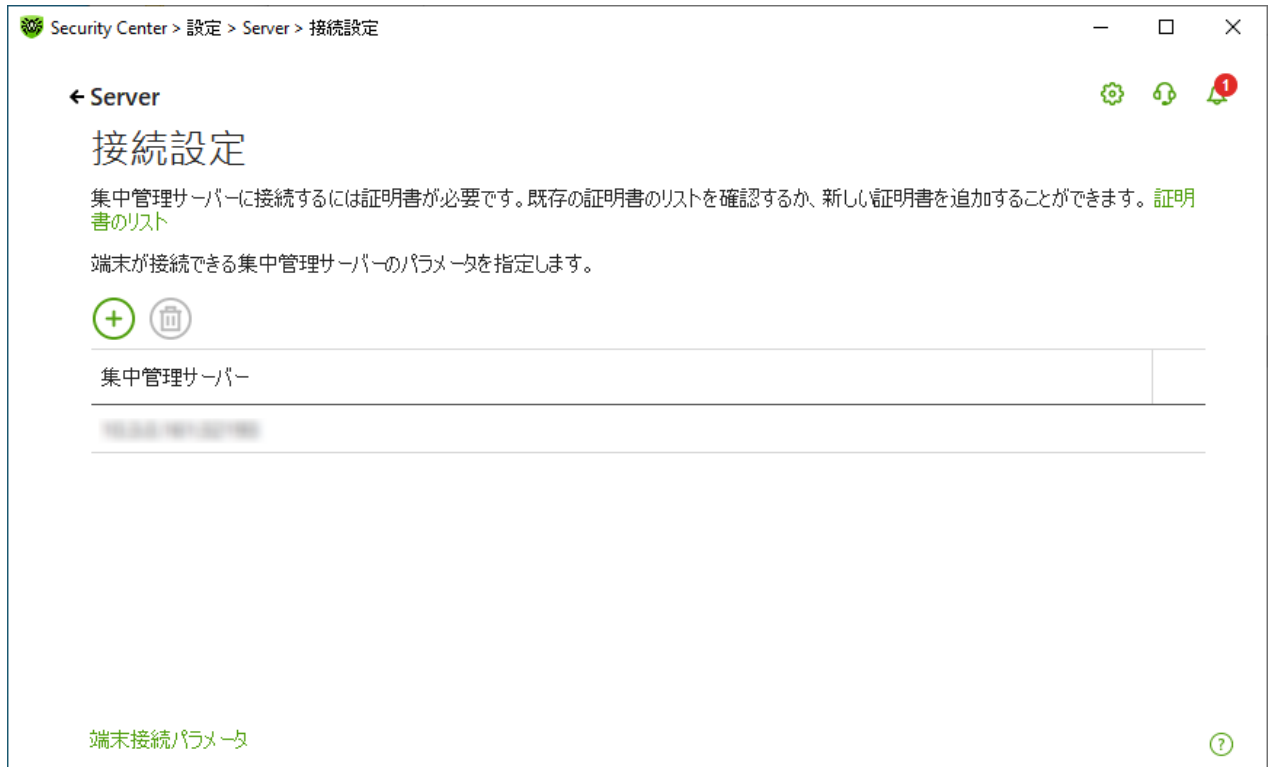 Security Center > 設定 > Server > 接続設定
Server
1
接続設定
集中管理サーバーに接続するには証明書が必要です。既存の証明書のリストを確認するか、新しい証明書を追加することができます。証明
書のリスト
端末が接続できる集中管理サーバーのパラメータを指定します。
集中管理サーバー
端末接続パラメータ
?